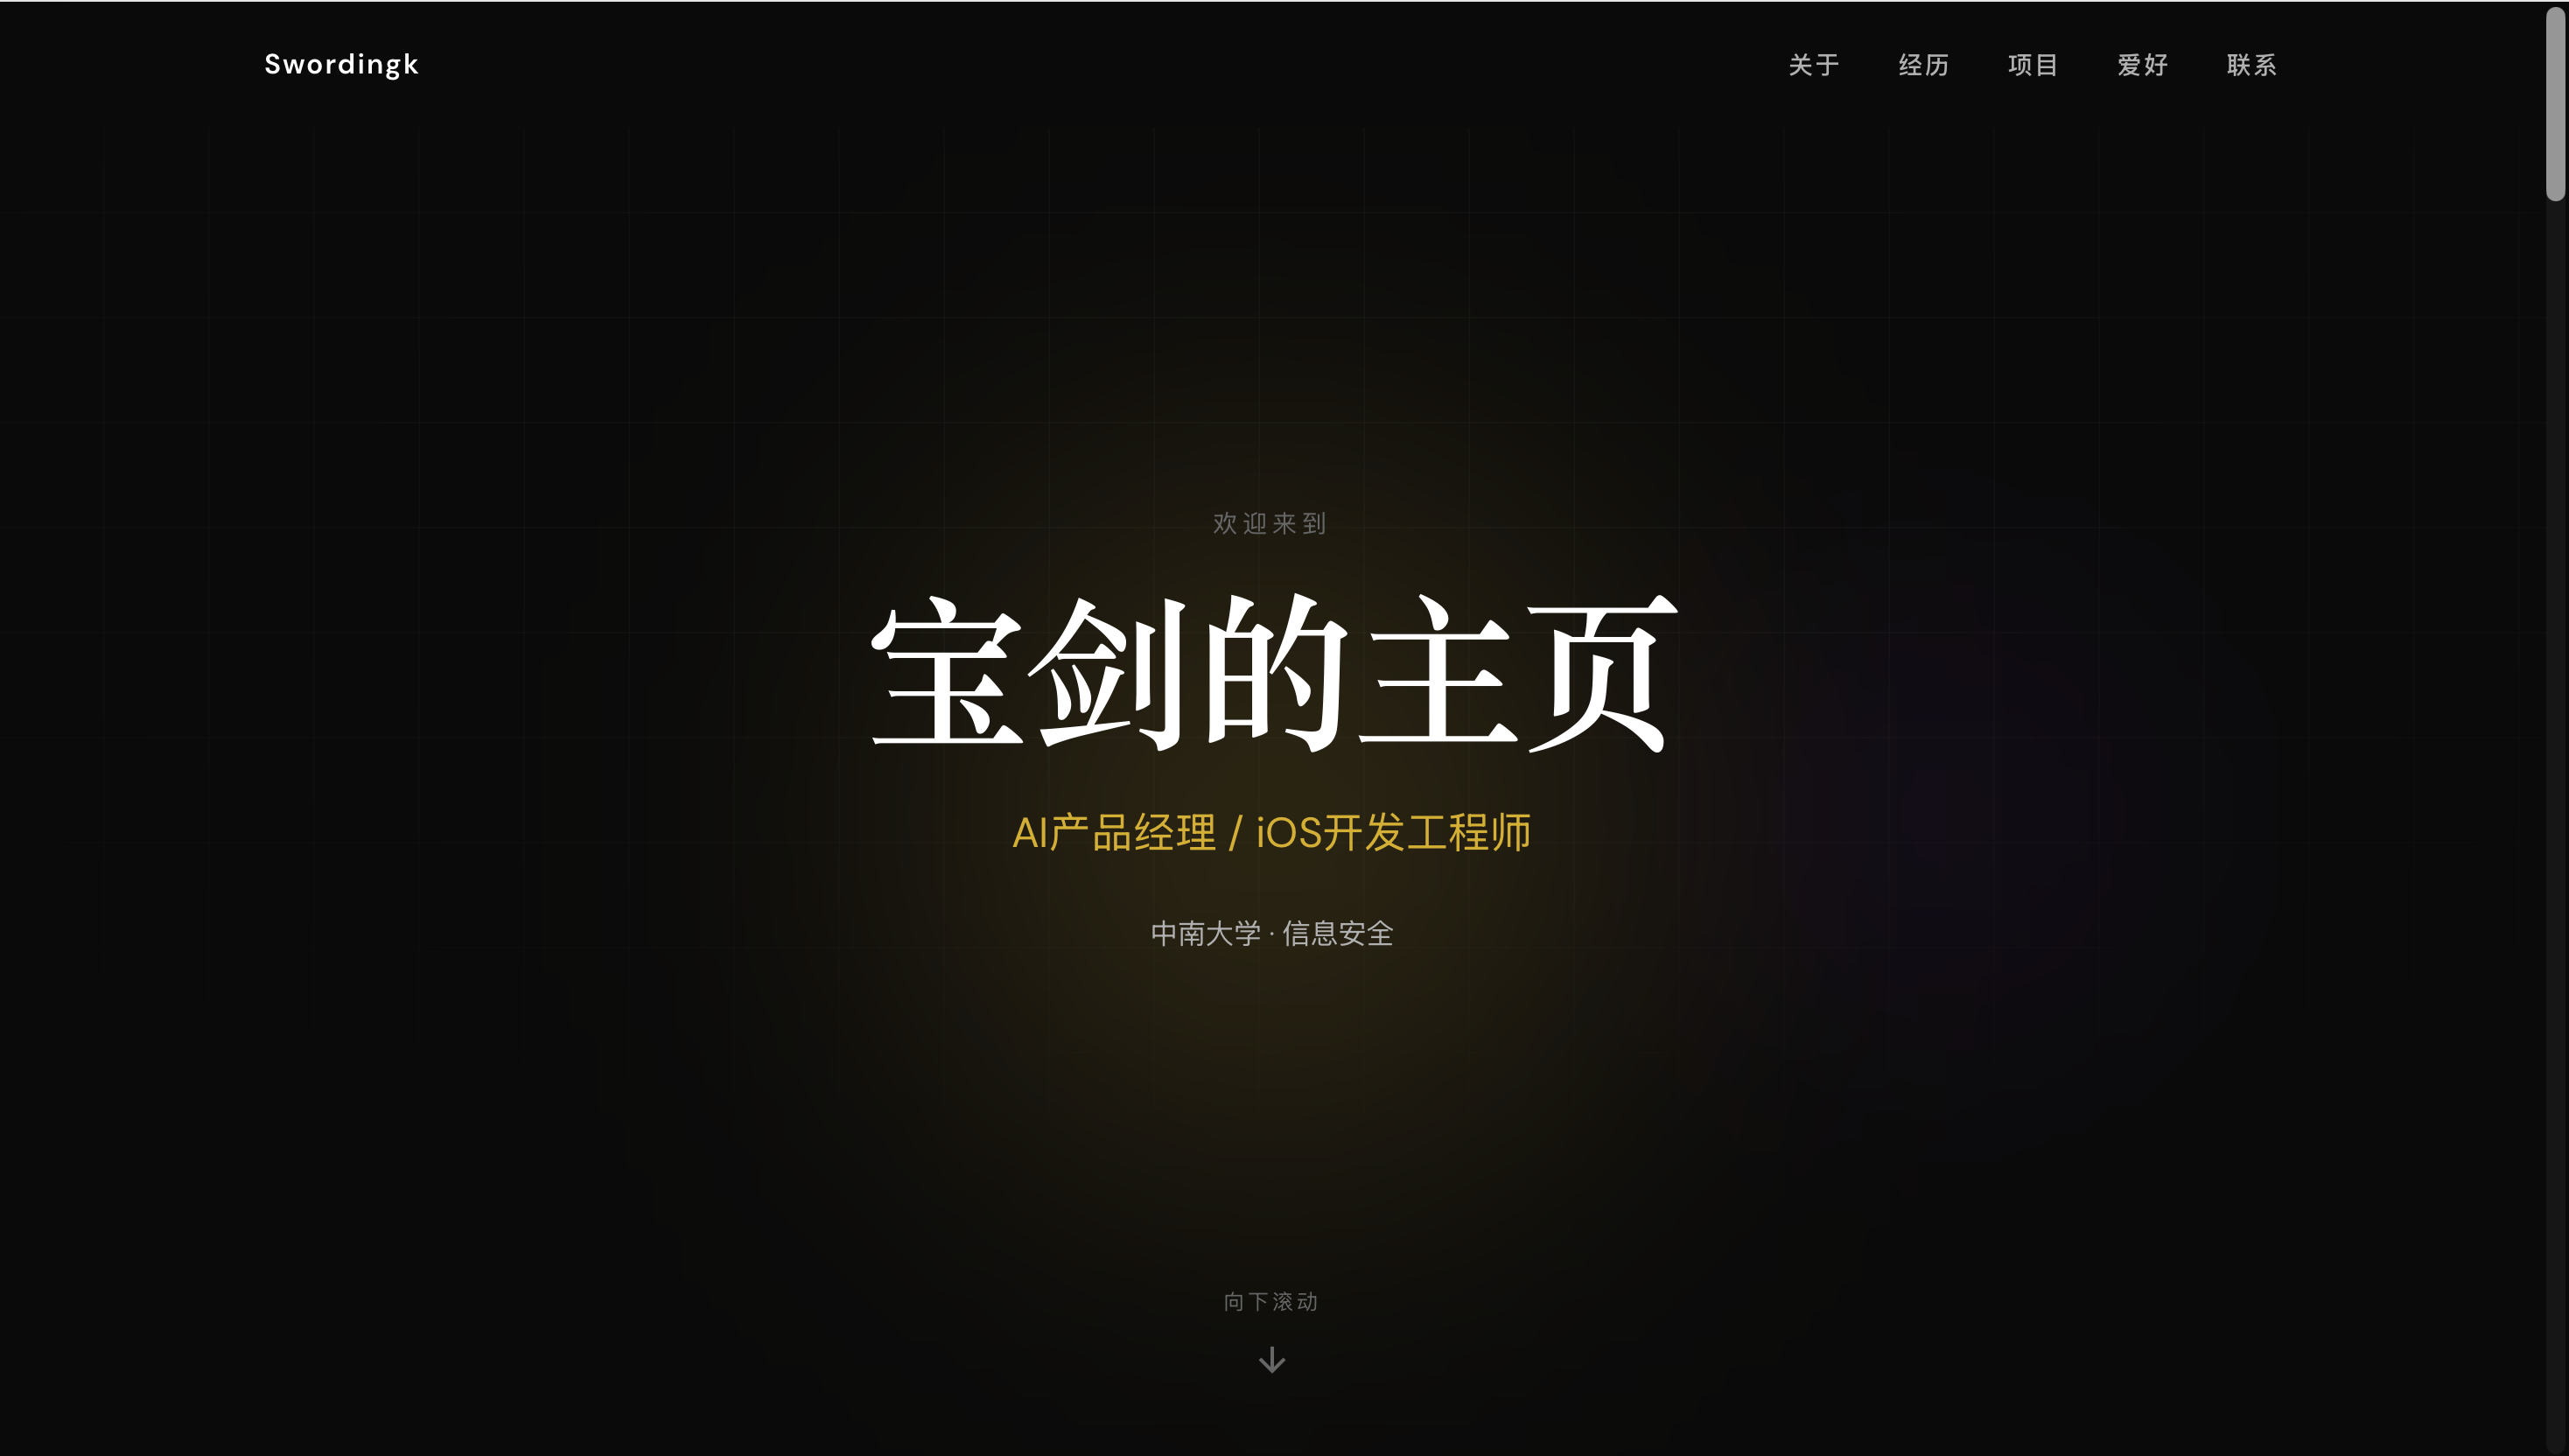 Swordingk
关于 经历 项目 爱好 联系
欢迎来到
宝剑的主页
AI产品经理 / iOS开发工程师
中南大学 · 信息安全
向下滚动